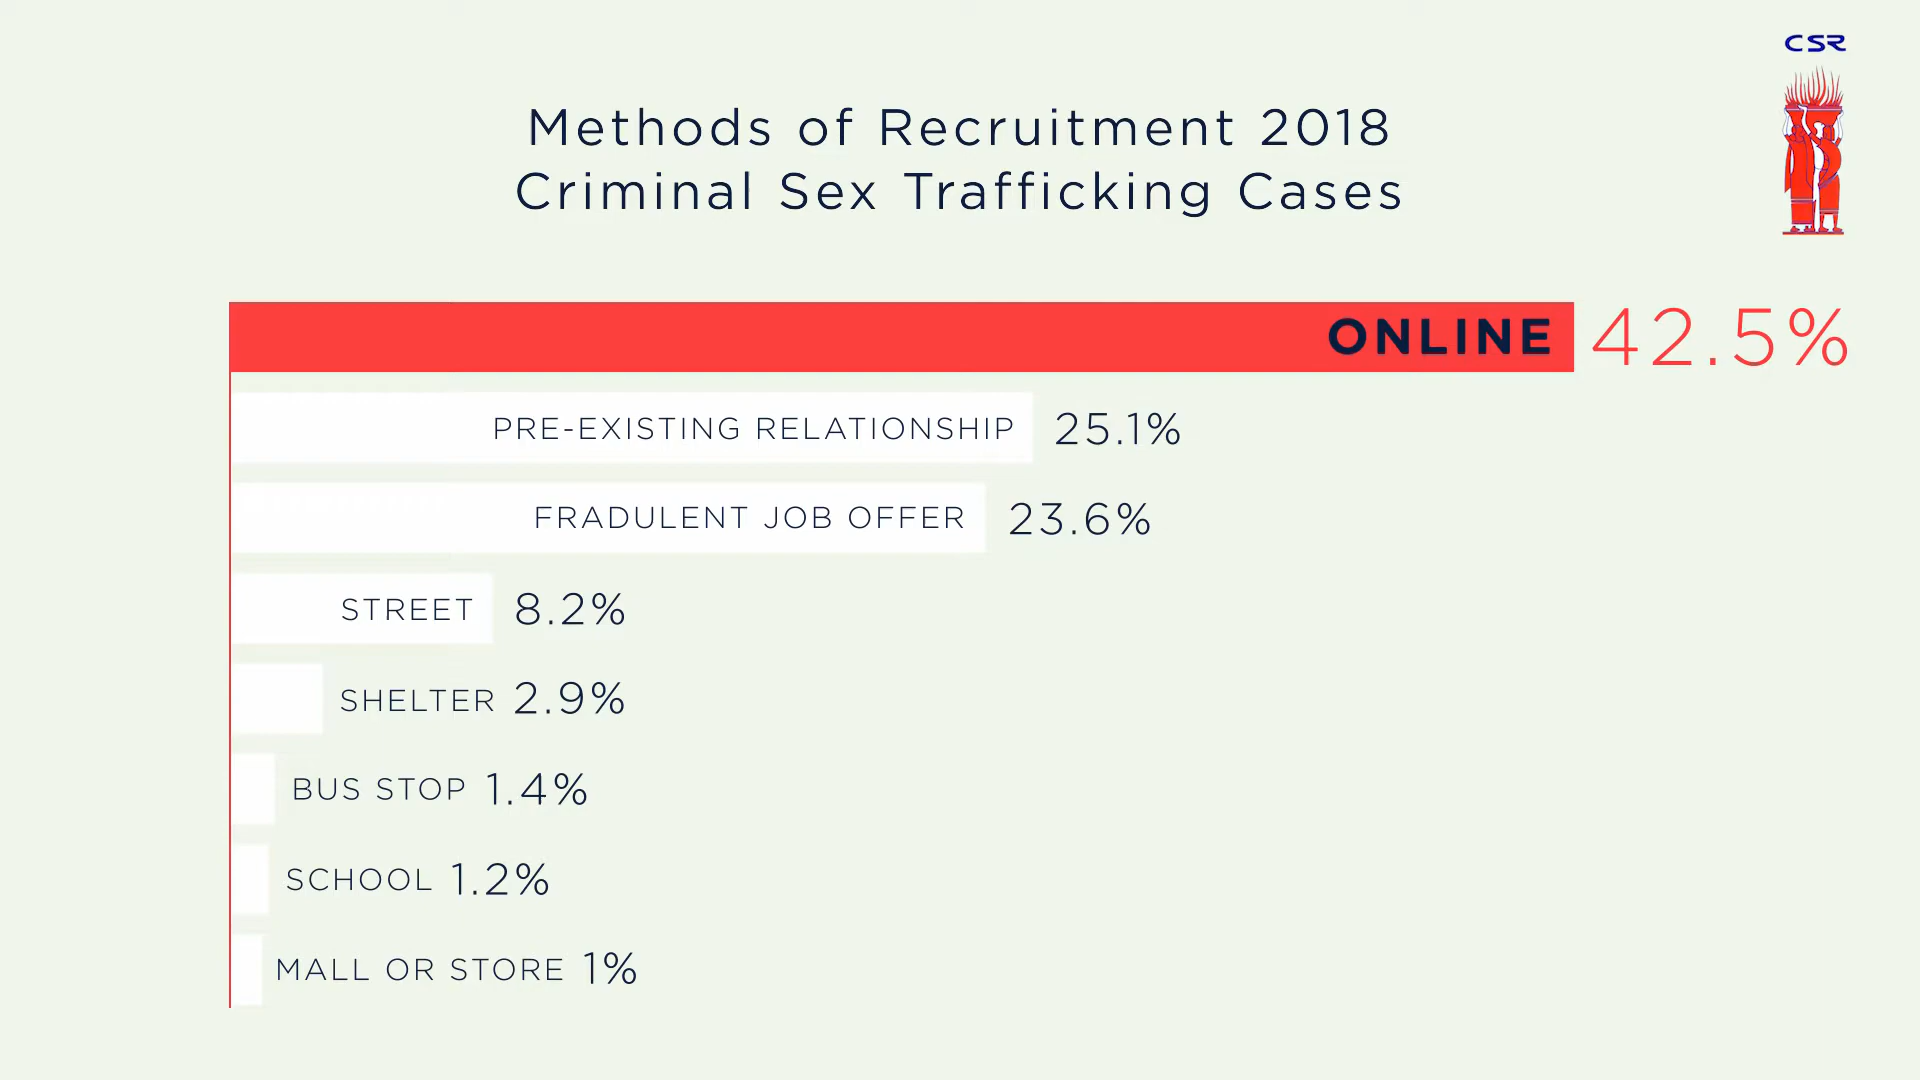 CSR
Methods of Recruitment 2018
Criminal Sex Trafficking Cases
ONLINE 42.5%
PRE-EXISTING RELATIONSHIP 25.1%
FRADULENT JOB OFFER 23.6%
STREET 8.2%
SHELTER 2.9%
BUS STOP 1.4%
SCHOOL 1.2%
MALL OR STORE 1%